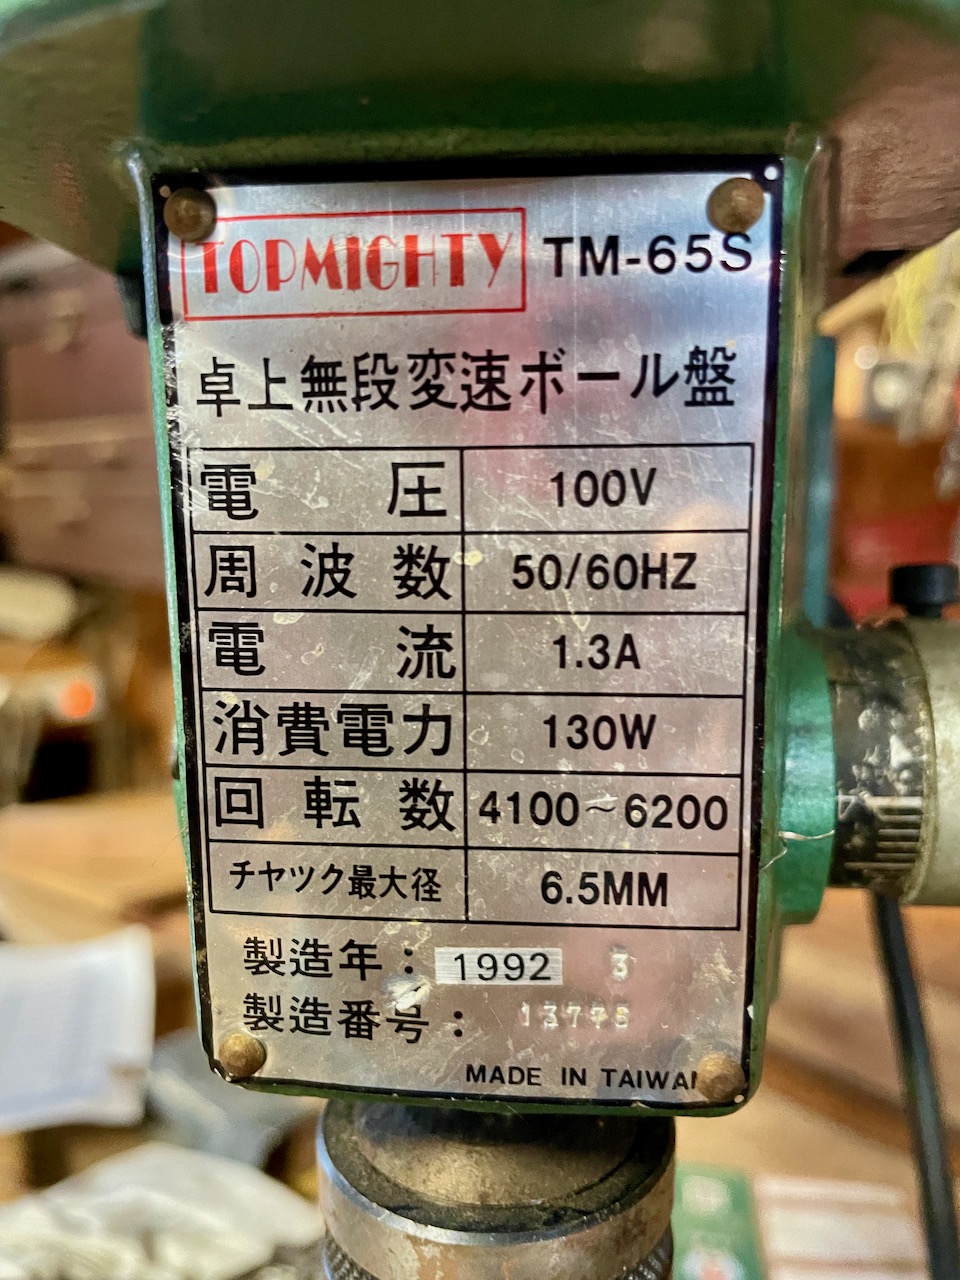 TOPMIGHTY TM-65S
卓上無段変速ボール盤
電圧 100V
周波数 50/60HZ
電流 1.3A
消費電力 130W
回転数 4100~6200
チヤツク最大径 6.5MM
製造年: 1992 3
製造番号:
MADE IN TAIWAN